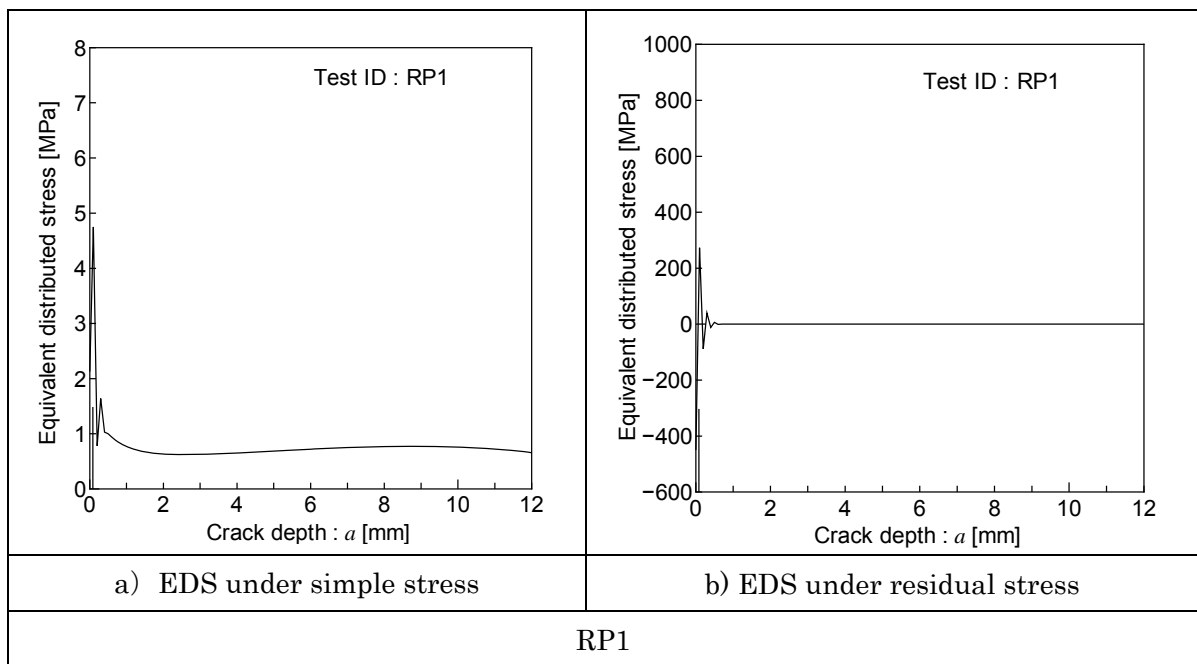 8
7
6
5
4
3
2
1
0
Equivalent distributed stress [MPa]
Test ID : RP1
0 2 4 6 8 10 12
Crack depth : a [mm]
1000
800
600
400
200
0
−200
−400
−600
Equivalent distributed stress [MPa]
Test ID : RP1
0 2 4 6 8 10 12
Crack depth : a [mm]
a) EDS under simple stress
b) EDS under residual stress
RP1